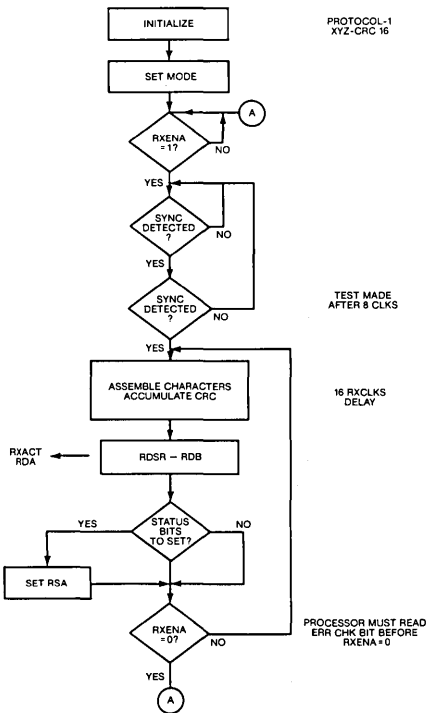 INITIALIZE
PROTOCOL-1
XYZ-CRC 16
SET MODE
A
RXENA
= 1?
NO
YES
SYNC
DETECTED
?
NO
YES
SYNC
DETECTED
?
NO
TEST MADE
AFTER 8 CLKS
YES
ASSEMBLE CHARACTERS
ACCUMULATE CRC
16 RXCLKS
DELAY
RXACT
RDA
RDSR – RDB
YES
STATUS
BITS
TO SET?
NO
SET RSA
RXENA
=0?
NO
PROCESSOR MUST READ
ERR CHK BIT BEFORE
RXENA = 0
YES
A